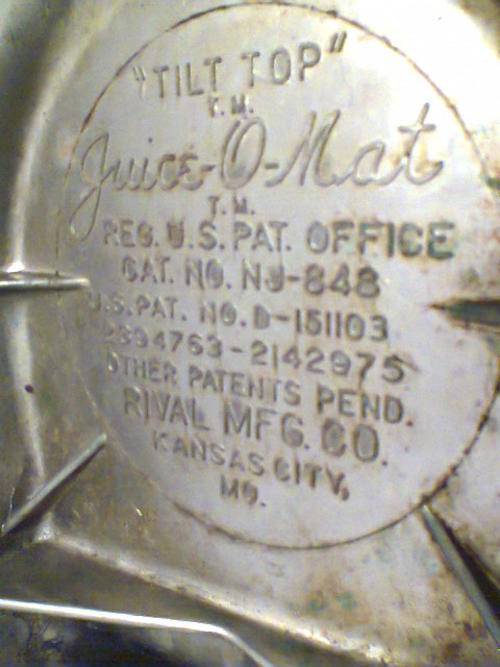 "TILT TOP"
T.M.
Juice-O-Mat
T.M.
REG. U.S. PAT. OFFICE
CAT. NO. NJ-848
U.S. PAT. NO. D-151103
2394763-2142975
OTHER PATENTS PEND.
RIVAL MFG. CO.
KANSAS CITY,
MO.